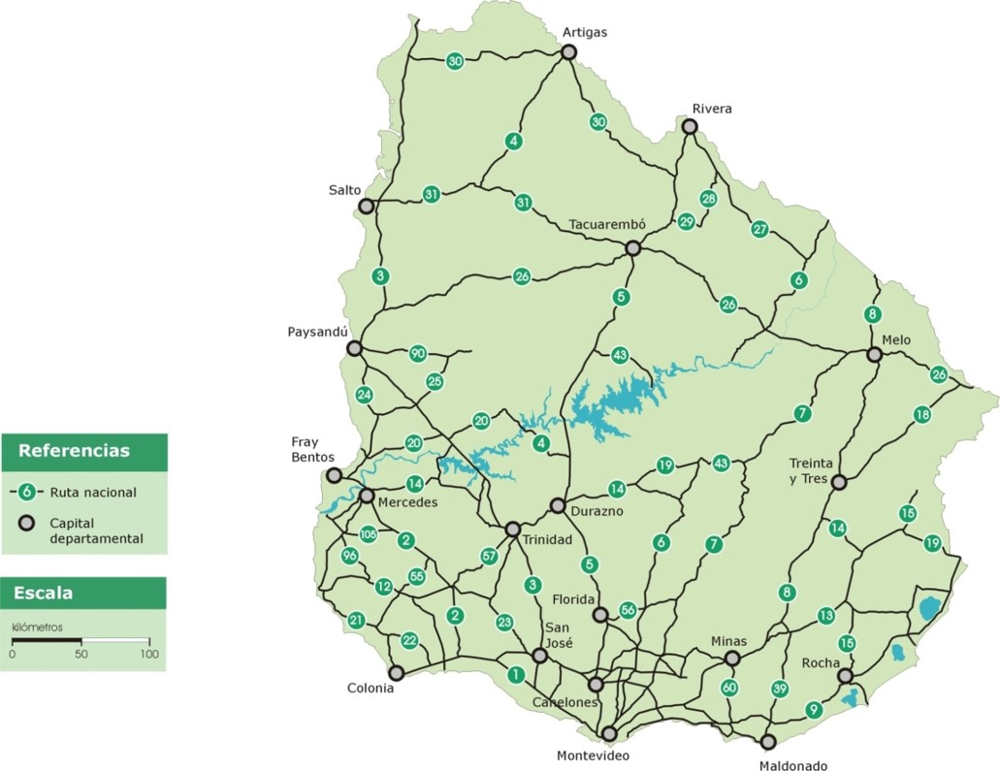 Artigas
30
30
Rivera
4
Salto
31
31
28
Tacuarembó
29
27
3
26
5
6
26
8
Paysandú
90
43
Melo
24
25
26
20
7
18
Referencias
6 Ruta nacional
Capital
departamental
Fray
Bentos
20
4
19
43
Treinta
y Tres
14
14
Mercedes
Durazno
15
105
2
Trinidad
14
19
96
57
6
7
Escala
kilómetros
0 50 100
12
55
3
5
8
21
2
23
Florida
56
13
22
San
José
Minas
15
Rocha
Colonia
1
Canelones
60
39
9
Montevideo
Maldonado